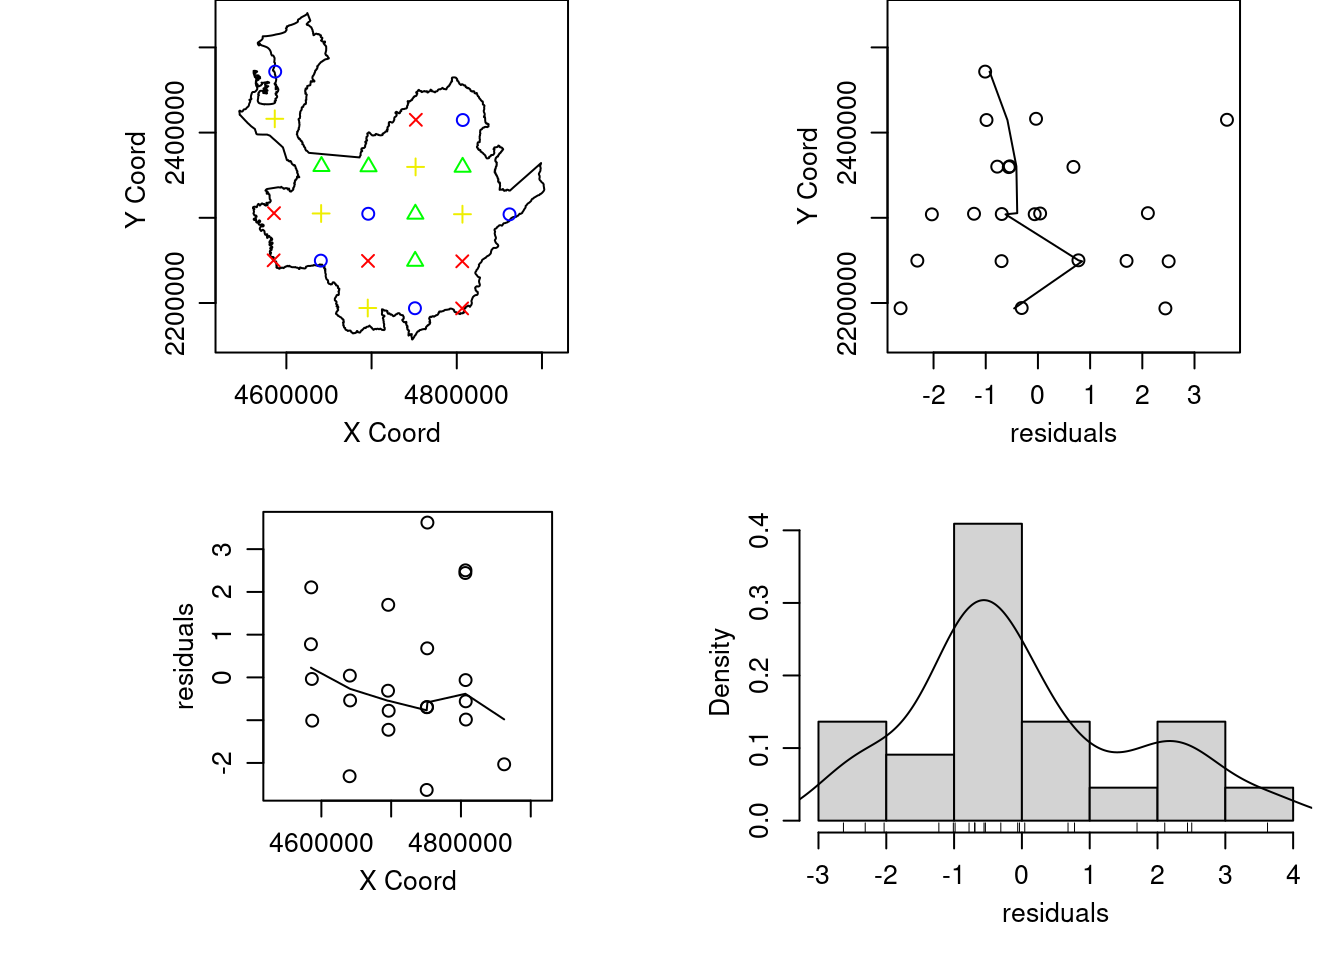 2400000
2200000
Y Coord
4600000 4800000
X Coord
2400000
2200000
Y Coord
-2 -1 0 1 2 3
residuals
3
2
1
0
-2
residuals
4600000 4800000
X Coord
0.4
0.3
0.2
0.1
0.0
Density
-3 -2 -1 0 1 2 3 4
residuals